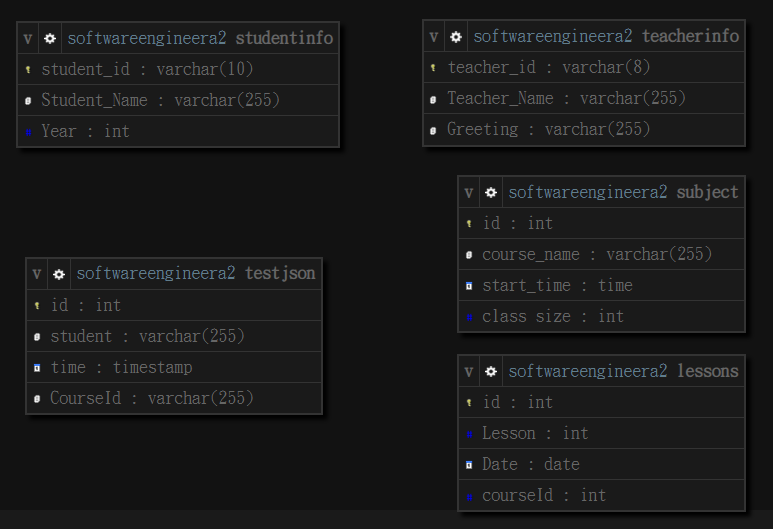 v softwareengineera2 studentinfo
student_id : varchar(10)
Student_Name : varchar(255)
Year : int
v softwareengineera2 teacherinfo
teacher_id : varchar(8)
Teacher_Name : varchar(255)
Greeting : varchar(255)
v softwareengineera2 subject
id : int
course_name : varchar(255)
start_time : time
class size : int
v softwareengineera2 testjson
id : int
student : varchar(255)
time : timestamp
CourseId : varchar(255)
v softwareengineera2 lessons
id : int
Lesson : int
Date : date
courseId : int